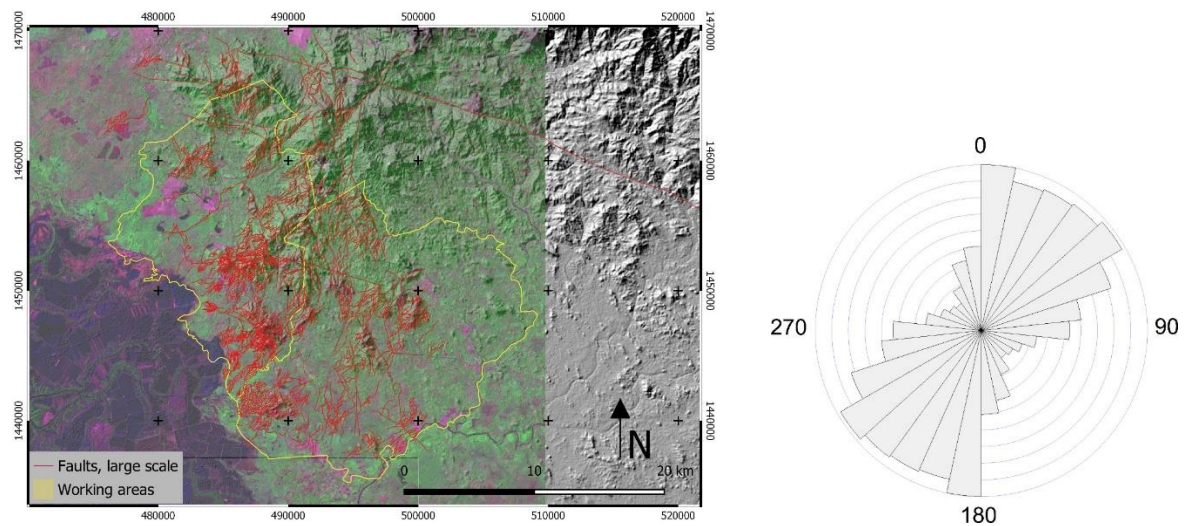 480000 490000 500000 510000 520000
1470000 1470000
1460000 1460000
1450000 1450000
1440000 1440000
N
Faults, large scale
Working areas
0 10 20 km
480000 490000 500000 510000 520000
0
270 90
180